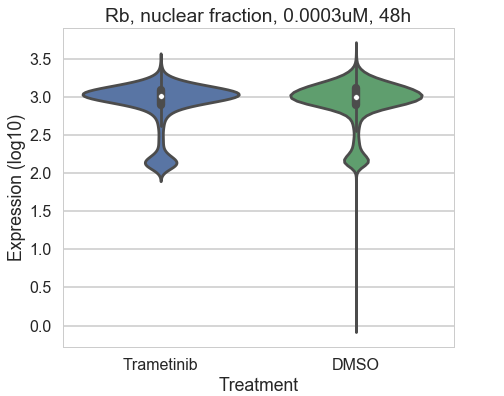 Rb, nuclear fraction, 0.0003uM, 48h
3.5
3.0
2.5
2.0
1.5
1.0
0.5
0.0
Expression (log10)
Trametinib
DMSO
Treatment